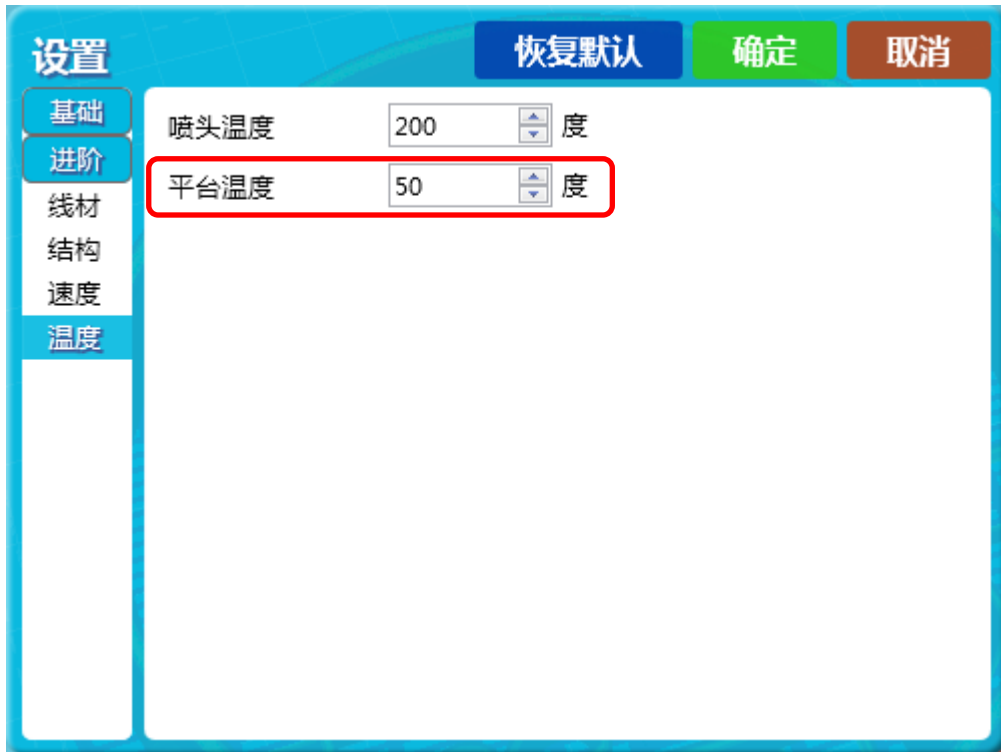 设置
恢复默认 确定 取消
基础
进阶
线材
结构
速度
温度
喷头温度 200 度
平台温度 50 度